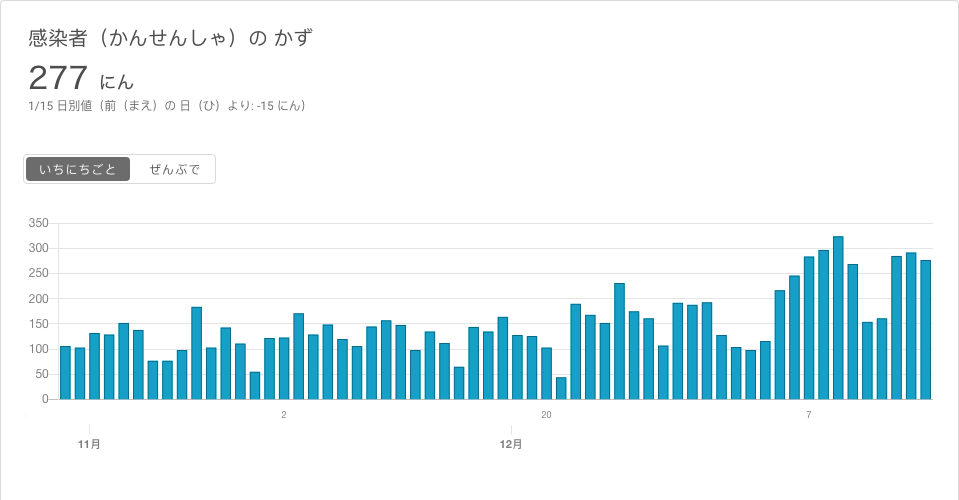 感染者（かんせんしゃ）の かず
277 にん
1/15 日別値（前（まえ）の 日（ひ）より: -15 にん）
いちにちごと ぜんぶで
350
300
250
200
150
100
50
0
2 20 7
11月 12月